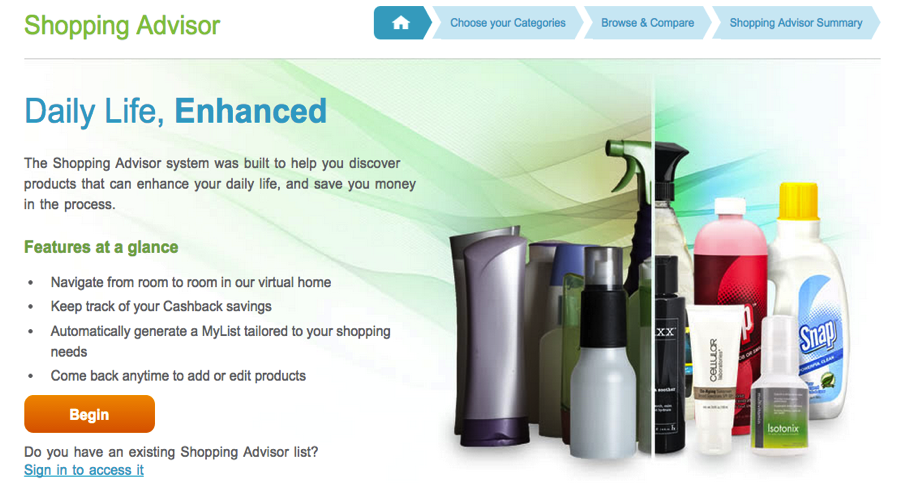 Shopping Advisor
Choose your Categories
Browse & Compare
Shopping Advisor Summary
Daily Life, Enhanced
The Shopping Advisor system was built to help you discover
products that can enhance your daily life, and save you money
in the process.
Features at a glance
• Navigate from room to room in our virtual home
• Keep track of your Cashback savings
• Automatically generate a MyList tailored to your shopping
needs
• Come back anytime to add or edit products
Begin
Do you have an existing Shopping Advisor list?
Sign in to access it
CELLULAR
laboratories
Snap
POWERFUL CLEAN
Isotonix